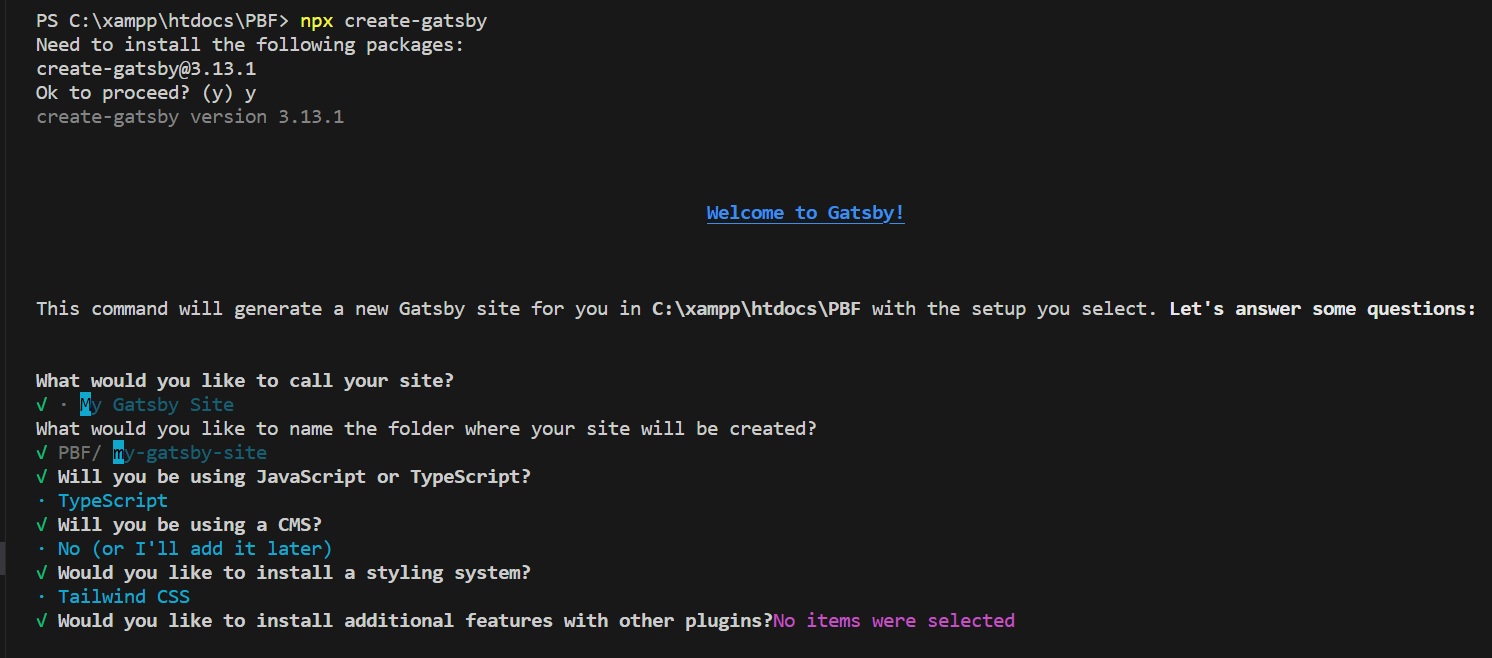 PS C:\xampp\htdocs\PBF> npx create-gatsby
Need to install the following packages:
create-gatsby@3.13.1
Ok to proceed? (y) y
create-gatsby version 3.13.1
Welcome to Gatsby!
This command will generate a new Gatsby site for you in C:\xampp\htdocs\PBF with the setup you select. Let's answer some questions:
What would you like to call your site?
√ · My Gatsby Site
What would you like to name the folder where your site will be created?
√ PBF/ my-gatsby-site
√ Will you be using JavaScript or TypeScript?
· TypeScript
√ Will you be using a CMS?
· No (or I'll add it later)
√ Would you like to install a styling system?
· Tailwind CSS
√ Would you like to install additional features with other plugins?No items were selected